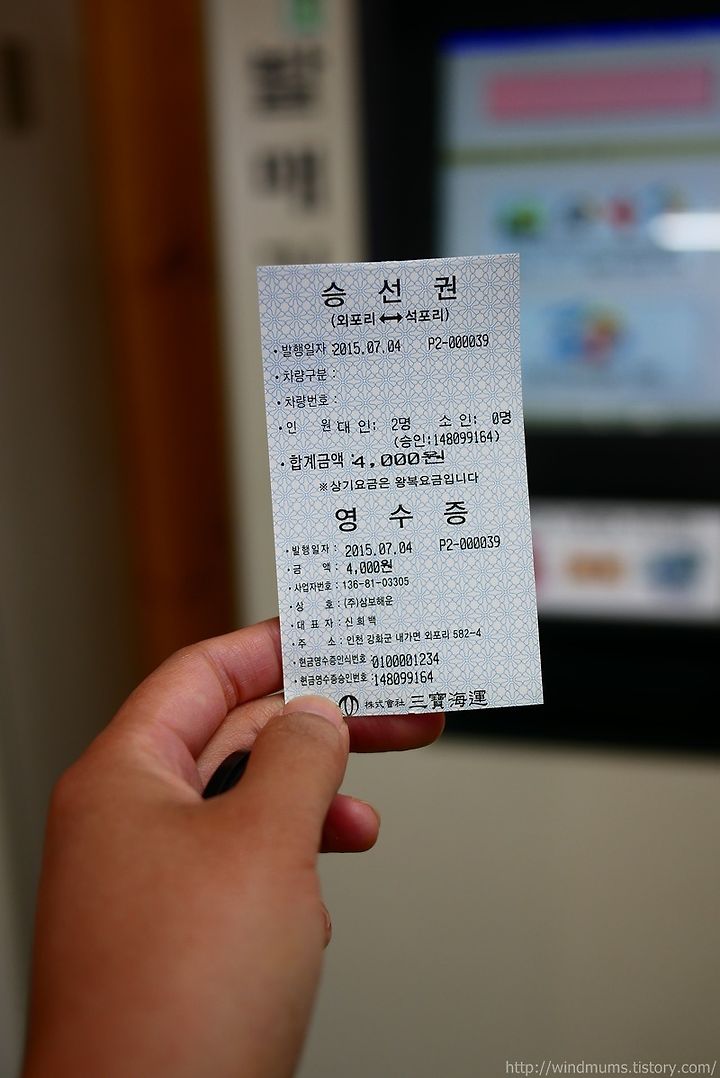 발매
승 선 권
(외포리↔석포리)
・발행일자 :2015.07.04 P2-000039
・차량구분 :
・차량번호 :
・인 원 대 인: 2명 소 인: 0명
(승인:148099164)
・합계금액 :4,000원
※상기요금은 왕복요금입니다
영 수 증
・발행일자 : 2015.07.04 P2-000039
・금 액 : 4,000원
・사업자번호 : 136-81-03305
・상 호 : (주)삼보해운
・대 표 자 : 신희백
・주 소 : 인천 강화군 내가면 외포리 582-4
・현금영수증인식번호 :0100001234
・현금영수증승인번호 :148099164
株式會社 三寶海運
http://windmums.tistory.com/